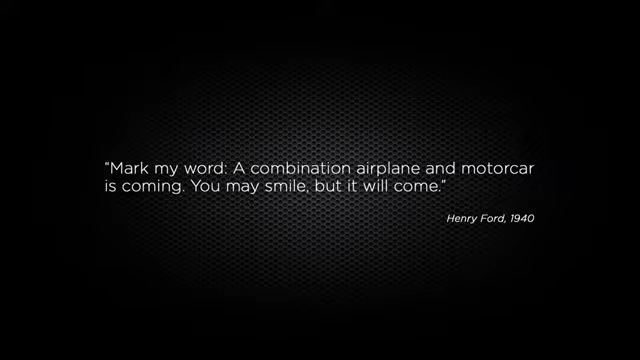 “Mark my word: A combination airplane and motorcar
is coming. You may smile, but it will come.”
Henry Ford, 1940